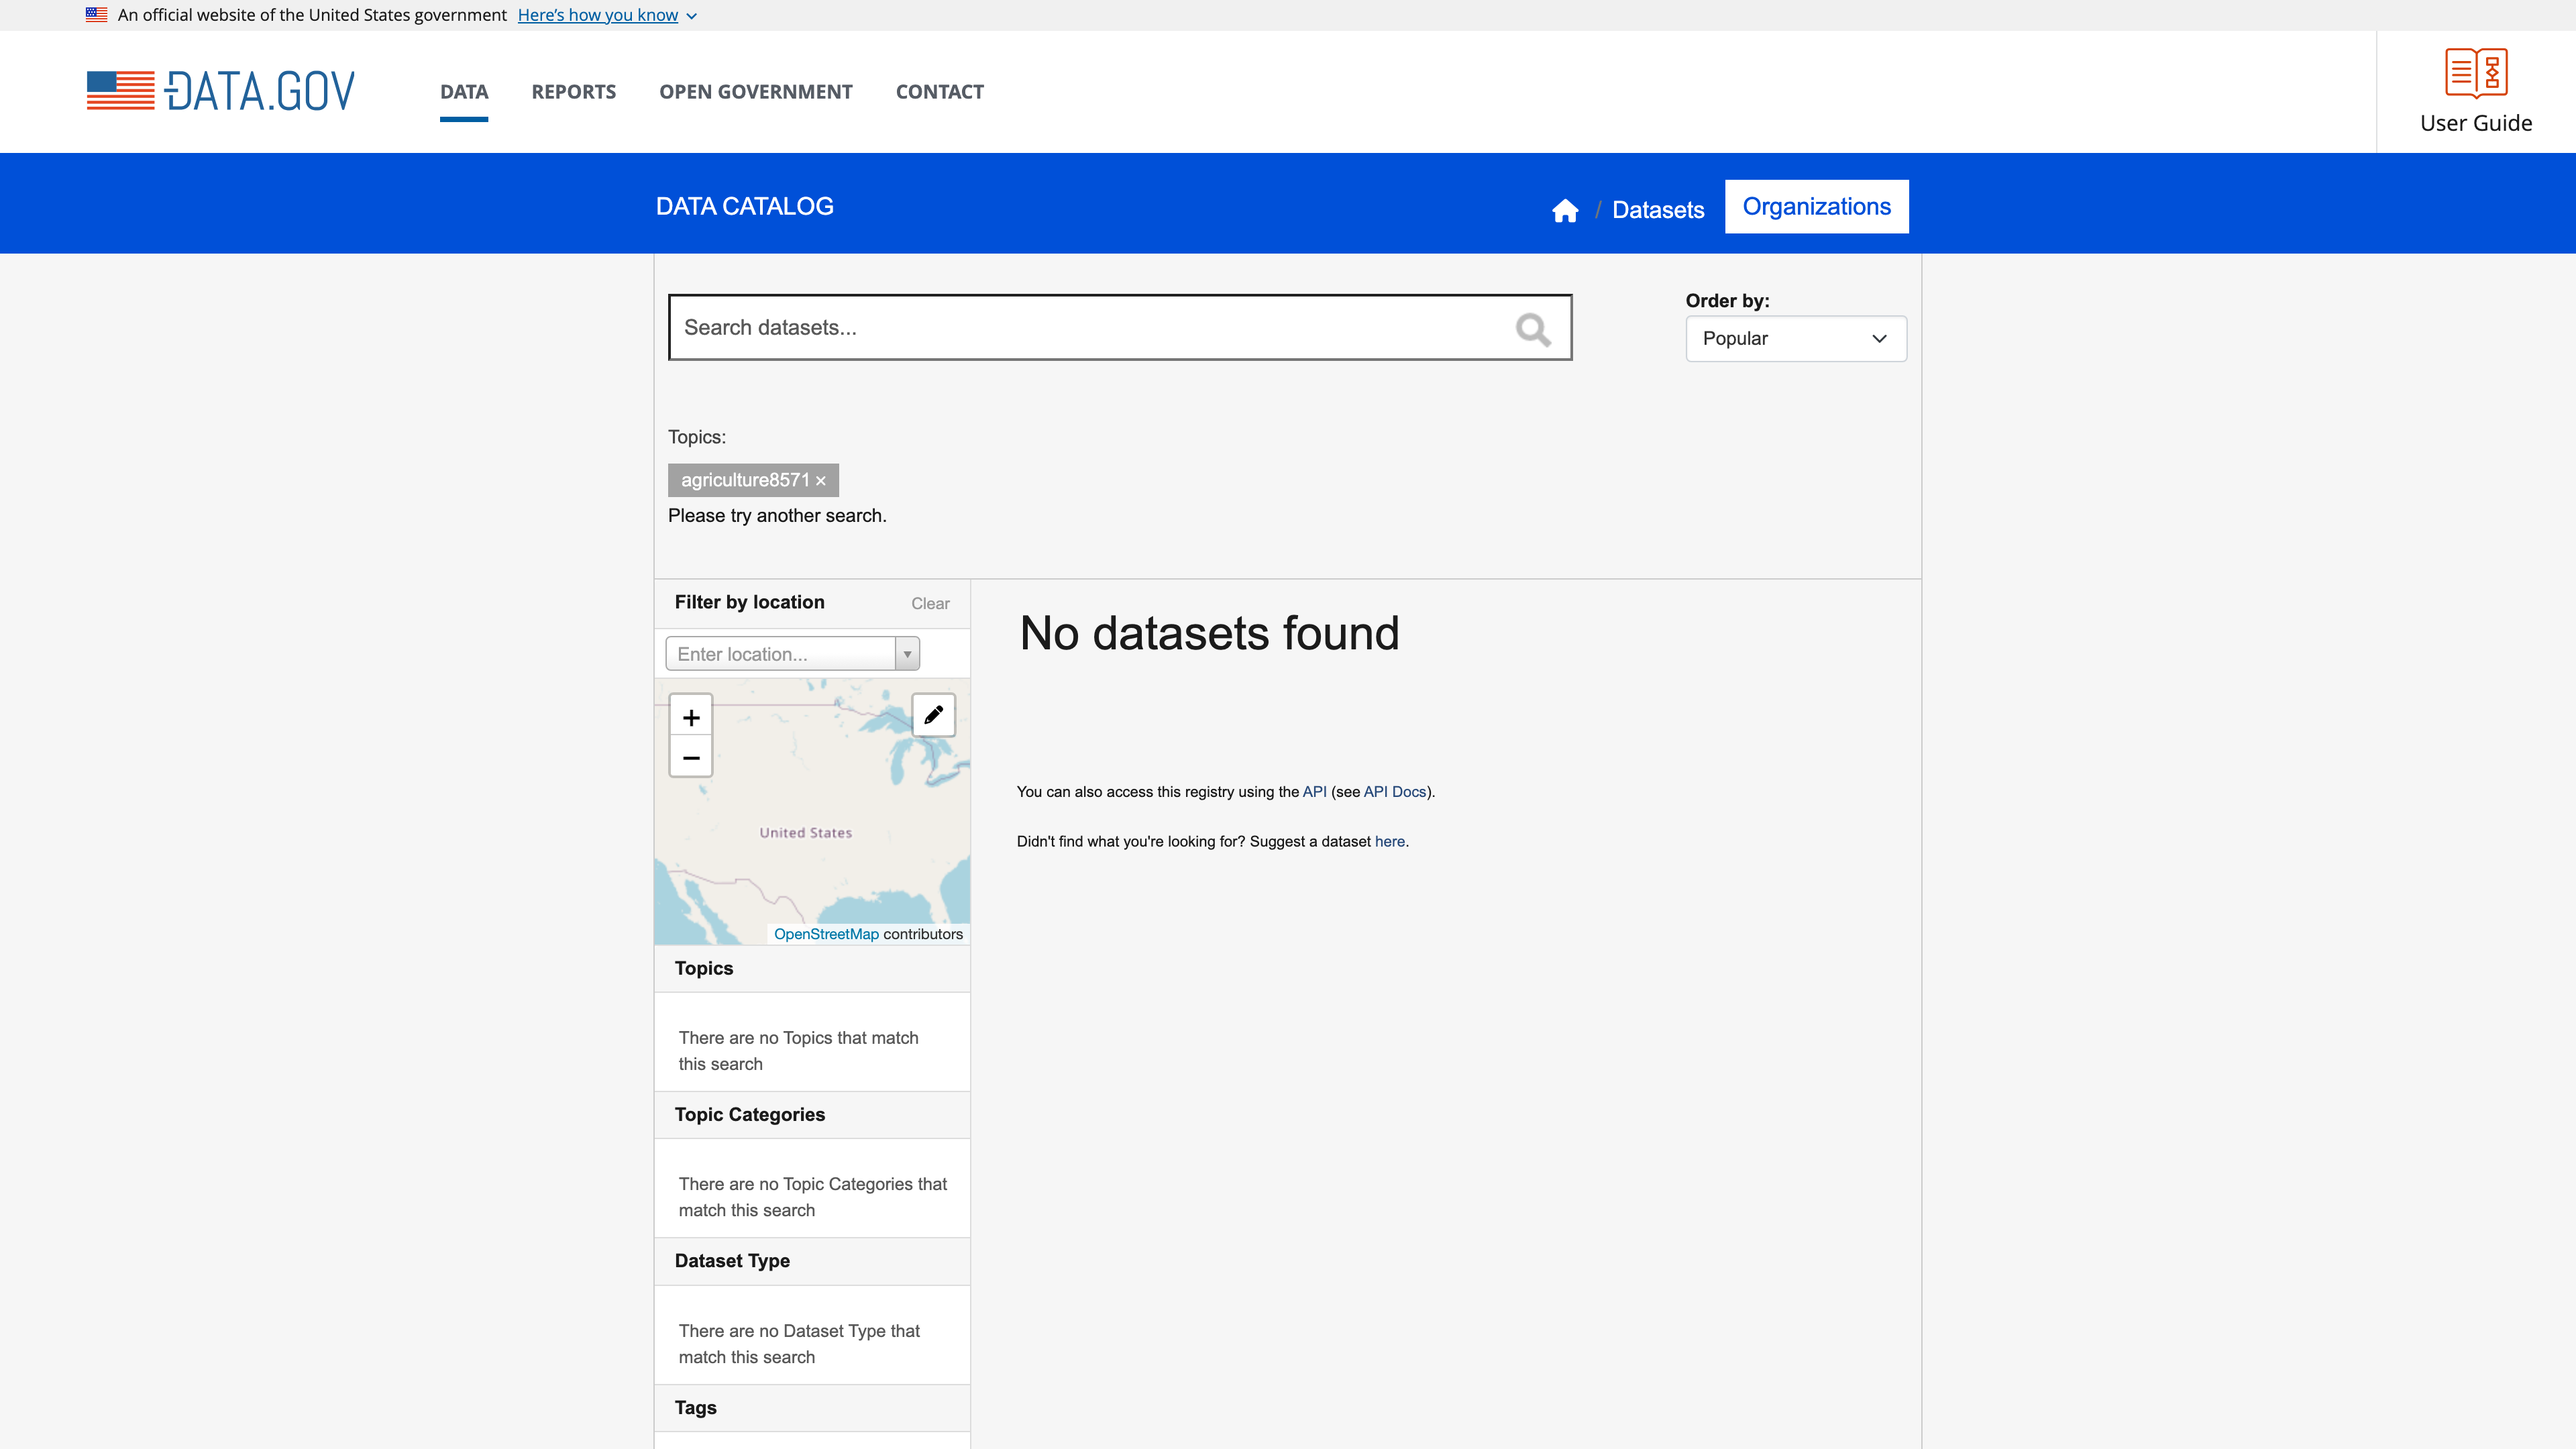 An official website of the United States government Here's how you know
DATA.GOV
DATA REPORTS OPEN GOVERNMENT CONTACT
User Guide
DATA CATALOG
/ Datasets Organizations
Search datasets...
Order by:
Popular
Topics:
agriculture8571 ×
Please try another search.
Filter by location Clear
Enter location...
+
−
United States
OpenStreetMap contributors
No datasets found
You can also access this registry using the API (see API Docs).
Didn't find what you're looking for? Suggest a dataset here.
Topics
There are no Topics that match
this search
Topic Categories
There are no Topic Categories that
match this search
Dataset Type
There are no Dataset Type that
match this search
Tags